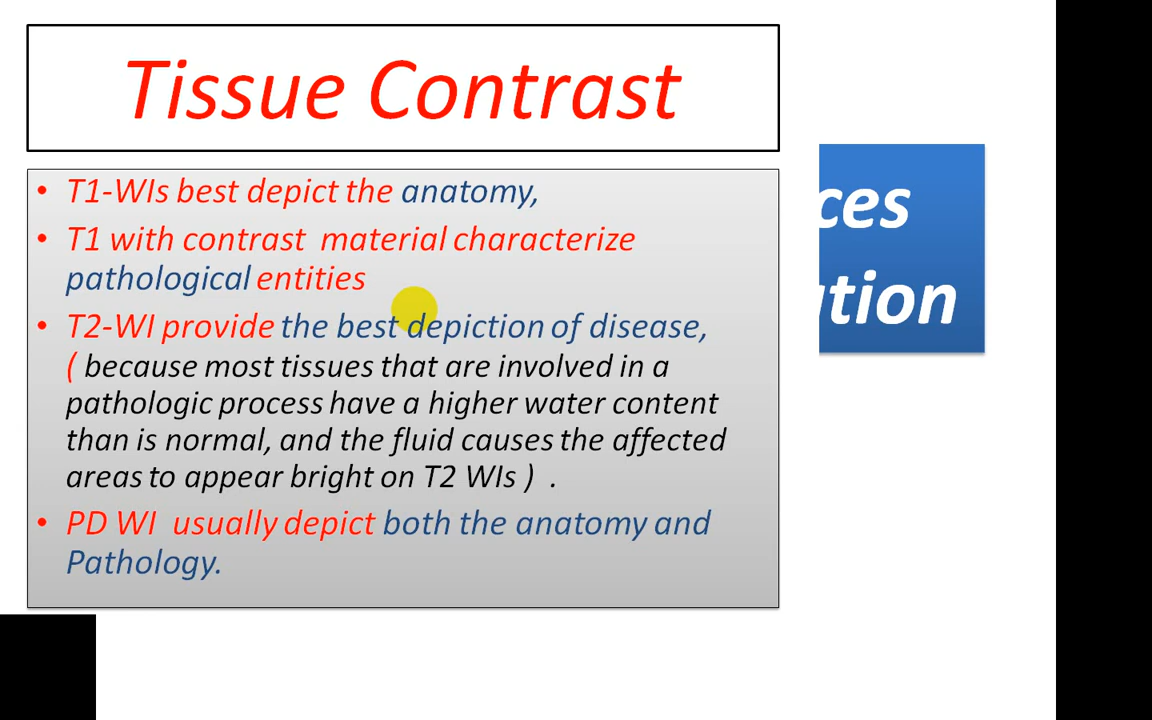 Tissue Contrast
• T1-WIs best depict the anatomy,
• T1 with contrast material characterize
pathological entities
• T2-WI provide the best depiction of disease,
( because most tissues that are involved in a
pathologic process have a higher water content
than is normal, and the fluid causes the affected
areas to appear bright on T2 WIs ) .
• PD WI usually depict both the anatomy and
Pathology.
ces
tion